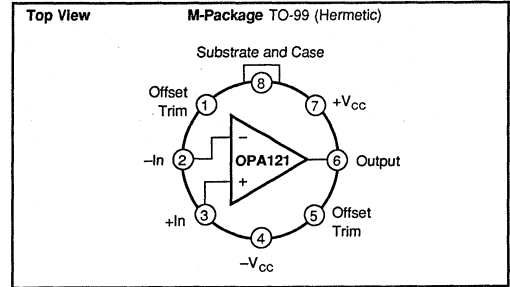 Top View
M-Package TO-99 (Hermetic)
Substrate and Case
8
Offset
Trim
1
7
+VCC
–In
2
–
OPA121
6
Output
+
+In
3
5
Offset
Trim
4
–VCC